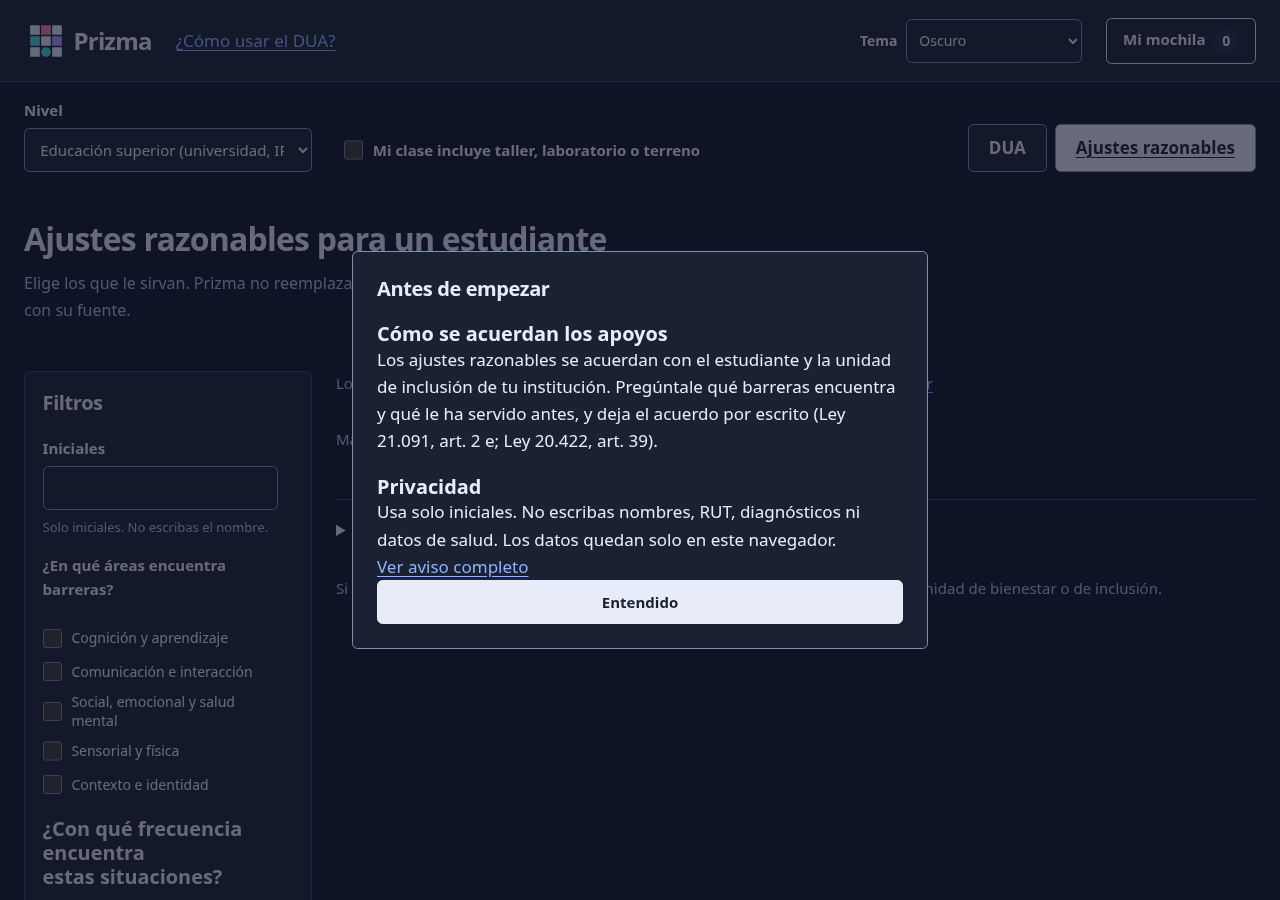 Prizma
¿Cómo usar el DUA?
Tema
Oscuro
Mi mochila 0
Nivel
Educación superior (universidad, IP
Mi clase incluye taller, laboratorio o terreno
DUA
Ajustes razonables
Ajustes razonables para un estudiante
Elige los que le sirvan. Prizma no reemplaza
con su fuente.
Filtros
Iniciales
Solo iniciales. No escribas el nombre.
¿En qué áreas encuentra
barreras?
Cognición y aprendizaje
Comunicación e interacción
Social, emocional y salud
mental
Sensorial y física
Contexto e identidad
¿Con qué frecuencia
encuentra
estas situaciones?
Antes de empezar
Cómo se acuerdan los apoyos
Los ajustes razonables se acuerdan con el estudiante y la unidad
de inclusión de tu institución. Pregúntale qué barreras encuentra
y qué le ha servido antes, y deja el acuerdo por escrito (Ley
21.091, art. 2 e; Ley 20.422, art. 39).
Privacidad
Usa solo iniciales. No escribas nombres, RUT, diagnósticos ni
datos de salud. Los datos quedan solo en este navegador.
Ver aviso completo
Entendido
Si
de bienestar o de inclusión.